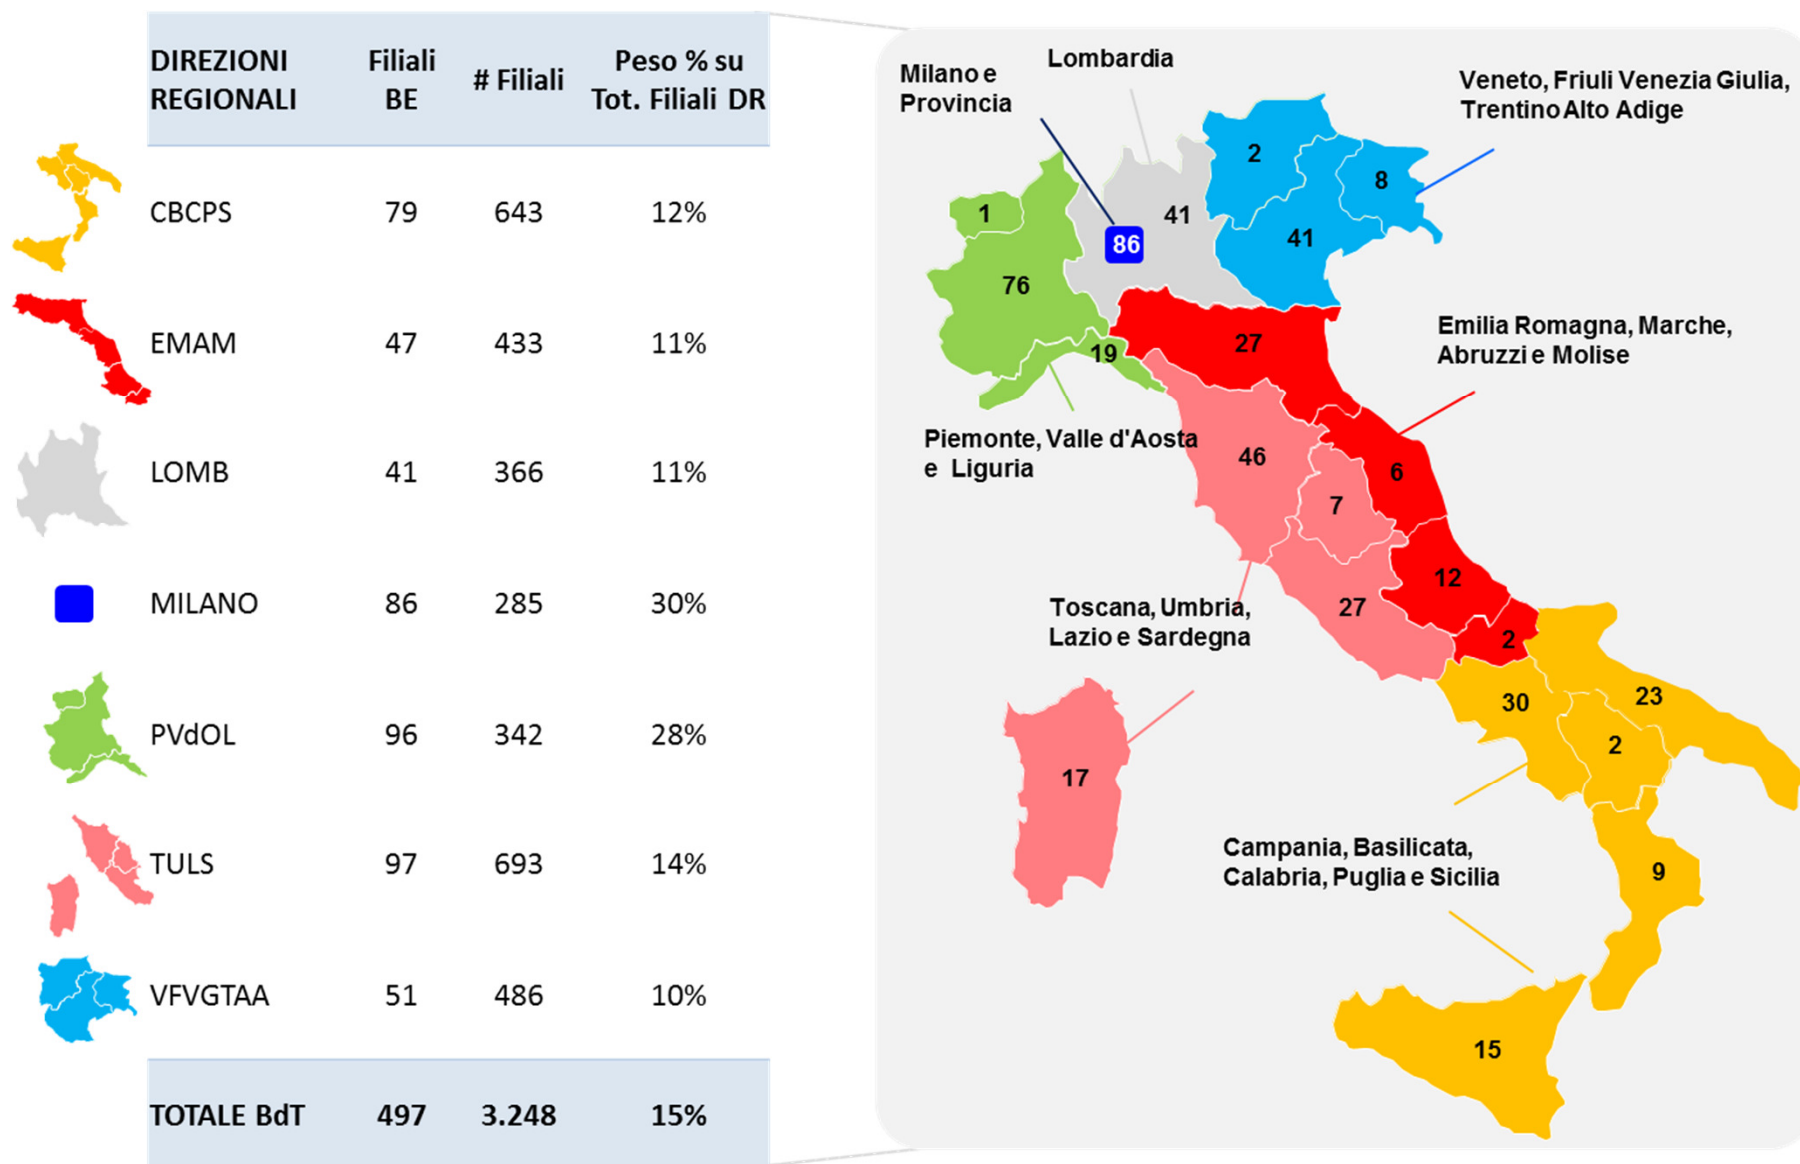 DIREZIONI REGIONALI Filiali BE # Filiali Peso % su Tot. Filiali DR
CBCPS 79 643 12%
EMAM 47 433 11%
LOMB 41 366 11%
MILANO 86 285 30%
PVdOL 96 342 28%
TULS 97 693 14%
VFVGTAA 51 486 10%
TOTALE BdT 497 3.248 15%
Milano e
Provincia
Lombardia
Veneto, Friuli Venezia Giulia,
Trentino Alto Adige
2
8
1
41
86
41
76
19
27
Emilia Romagna, Marche,
Abruzzi e Molise
Piemonte, Valle d'Aosta
e Liguria
46
6
7
12
27
Toscana, Umbria,
Lazio e Sardegna
2
30
23
2
17
Campania, Basilicata,
Calabria, Puglia e Sicilia
9
15